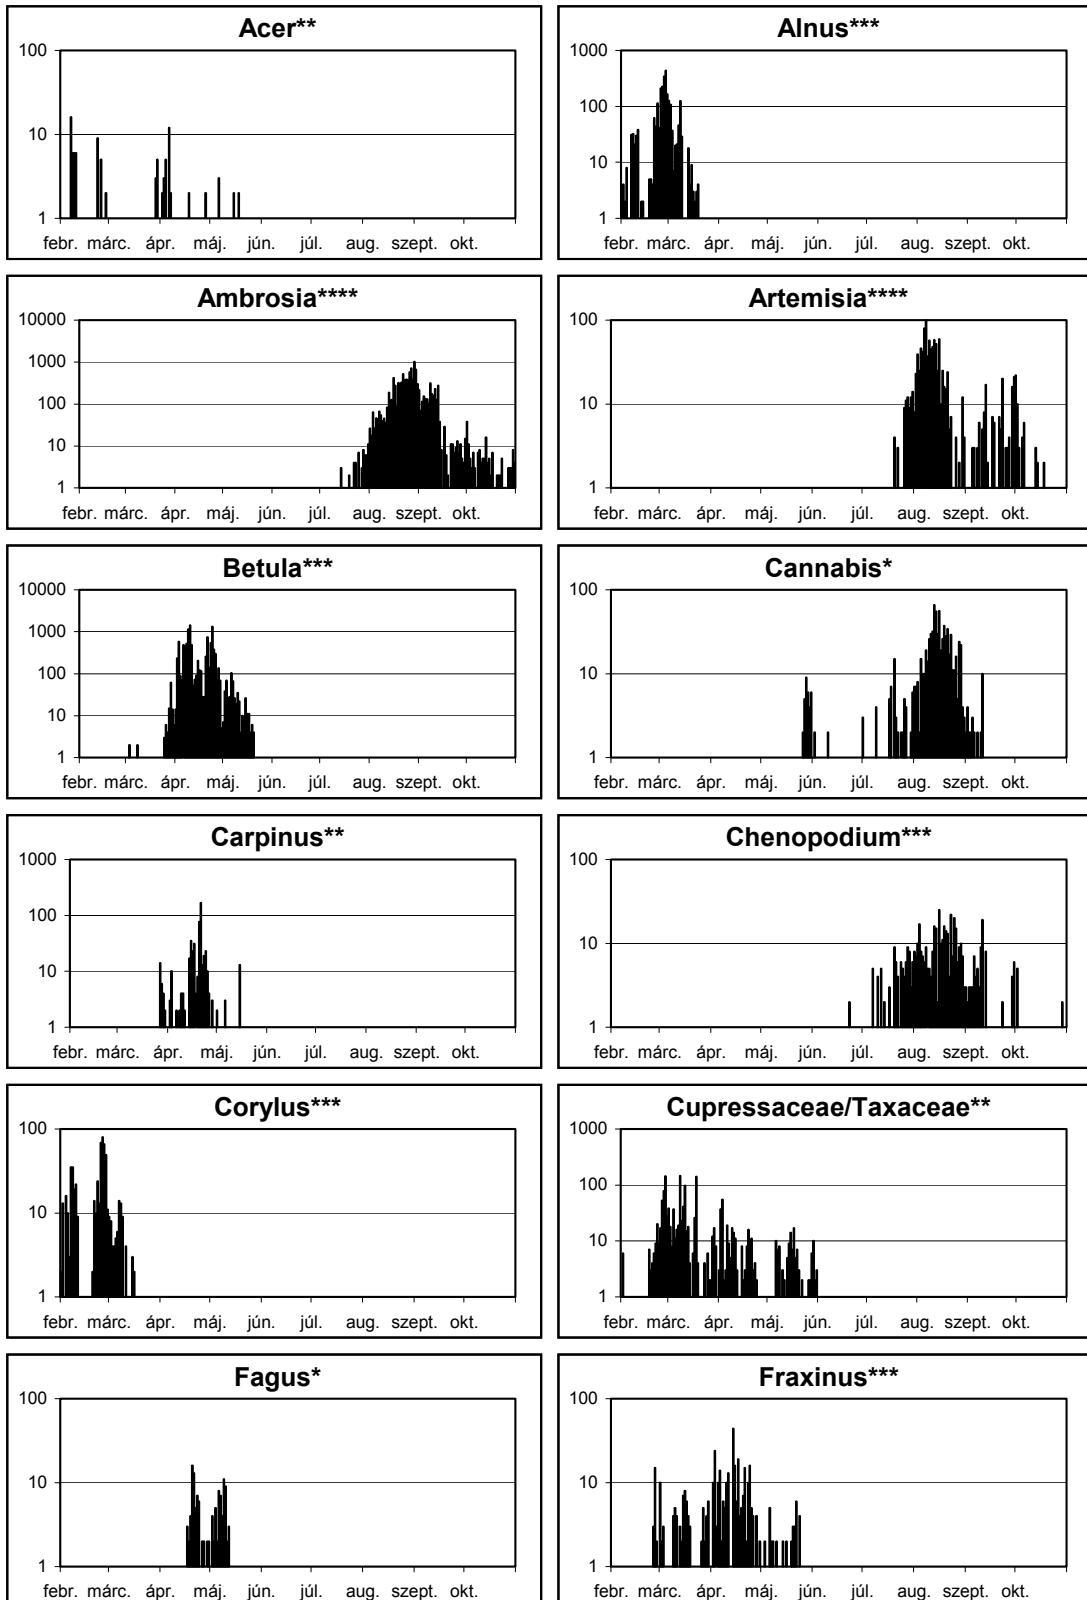 Acer**
100
10
1
febr. márc. ápr. máj. jún. júl. aug. szept. okt.
Alnus***
1000
100
10
1
febr. márc. ápr. máj. jún. júl. aug. szept. okt.
Ambrosia****
10000
1000
100
10
1
febr. márc. ápr. máj. jún. júl. aug. szept. okt.
Artemisia****
100
10
1
febr. márc. ápr. máj. jún. júl. aug. szept. okt.
Betula***
10000
1000
100
10
1
febr. márc. ápr. máj. jún. júl. aug. szept. okt.
Cannabis*
100
10
1
febr. márc. ápr. máj. jún. júl. aug. szept. okt.
Carpinus**
1000
100
10
1
febr. márc. ápr. máj. jún. júl. aug. szept. okt.
Chenopodium***
100
10
1
febr. márc. ápr. máj. jún. júl. aug. szept. okt.
Corylus***
100
10
1
febr. márc. ápr. máj. jún. júl. aug. szept. okt.
Cupressaceae/Taxaceae**
1000
100
10
1
febr. márc. ápr. máj. jún. júl. aug. szept. okt.
Fagus*
100
10
1
febr. márc. ápr. máj. jún. júl. aug. szept. okt.
Fraxinus***
100
10
1
febr. márc. ápr. máj. jún. júl. aug. szept. okt.